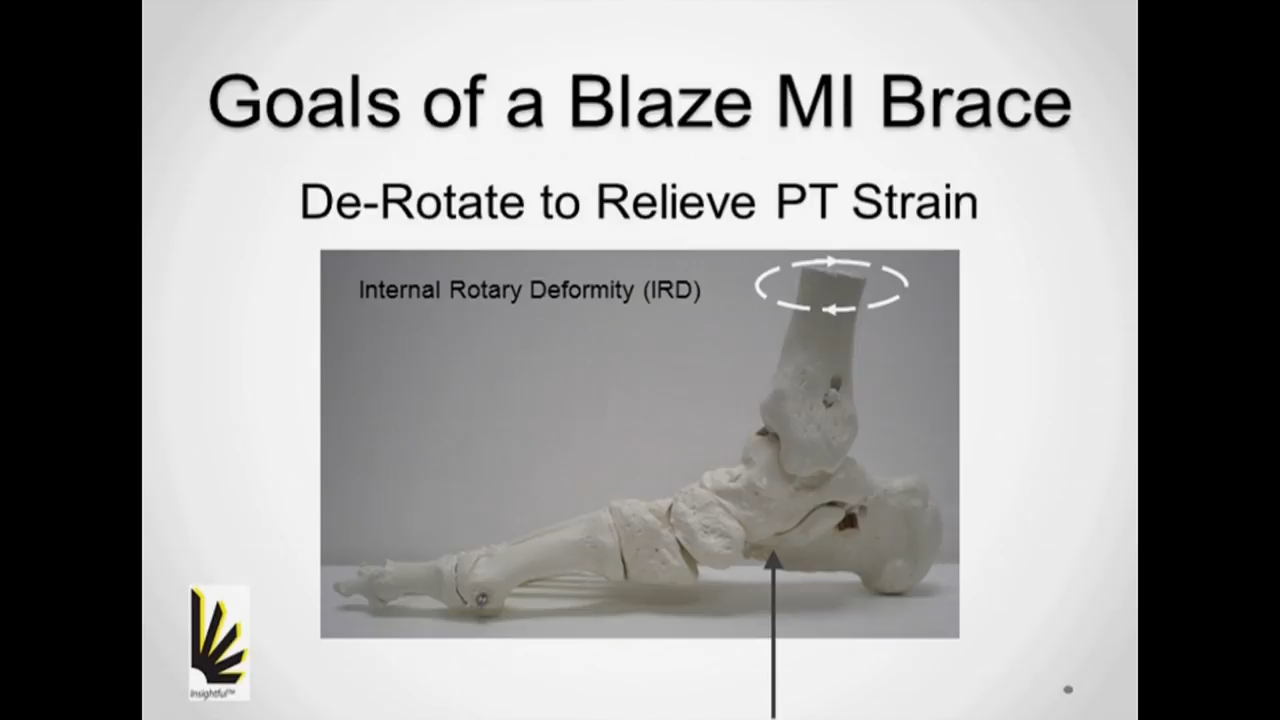 Goals of a Blaze MI Brace
De-Rotate to Relieve PT Strain
Internal Rotary Deformity (IRD)
Insightful™